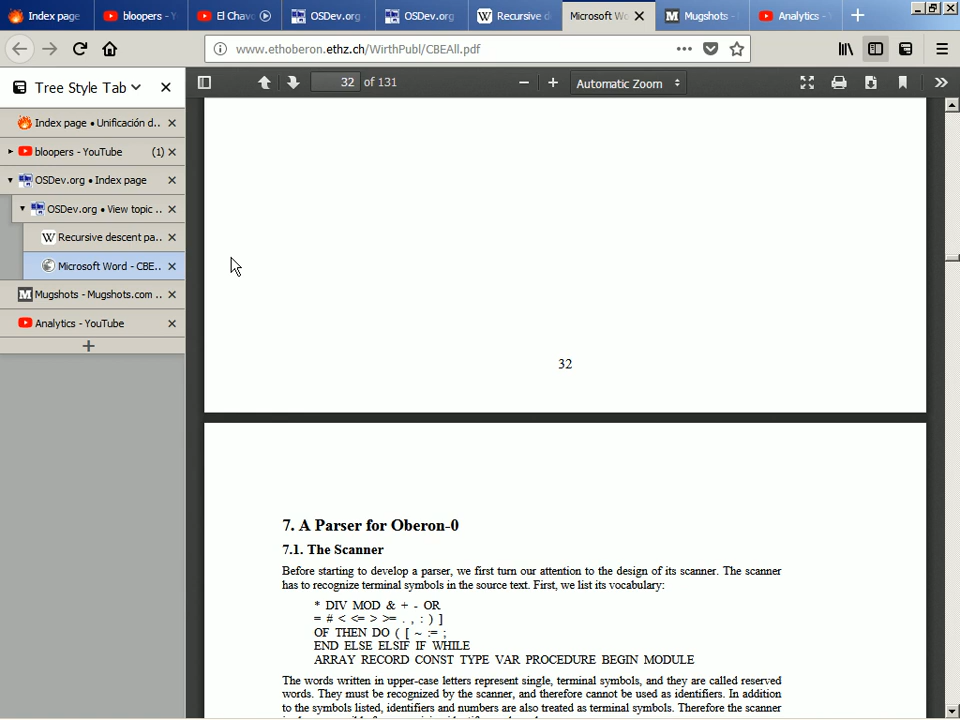 Index page
bloopers - Y
El Chavo
OSDev.org
OSDev.org
Recursive d
Microsoft Wo
Mugshots -
Analytics - Y
www.ethoberon.ethz.ch/WirthPubl/CBEAll.pdf
Tree Style Tab
32 of 131
Automatic Zoom
Index page • Unificación d..
bloopers - YouTube (1)
OSDev.org • Index page
OSDev.org • View topic ..
Recursive descent pa..
Microsoft Word - CBE..
Mugshots - Mugshots.com ..
Analytics - YouTube
32
7. A Parser for Oberon-0
7.1. The Scanner
Before starting to develop a parser, we first turn our attention to the design of its scanner. The scanner
has to recognize terminal symbols in the source text. First, we list its vocabulary:
* DIV MOD & + - OR
= # < <= > >= . , : ) ]
OF THEN DO ( [ ~ := ;
END ELSE ELSIF IF WHILE
ARRAY RECORD CONST TYPE VAR PROCEDURE BEGIN MODULE
The words written in upper-case letters represent single, terminal symbols, and they are called reserved
words. They must be recognized by the scanner, and therefore cannot be used as identifiers. In addition
to the symbols listed, identifiers and numbers are also treated as terminal symbols. Therefore the scanner